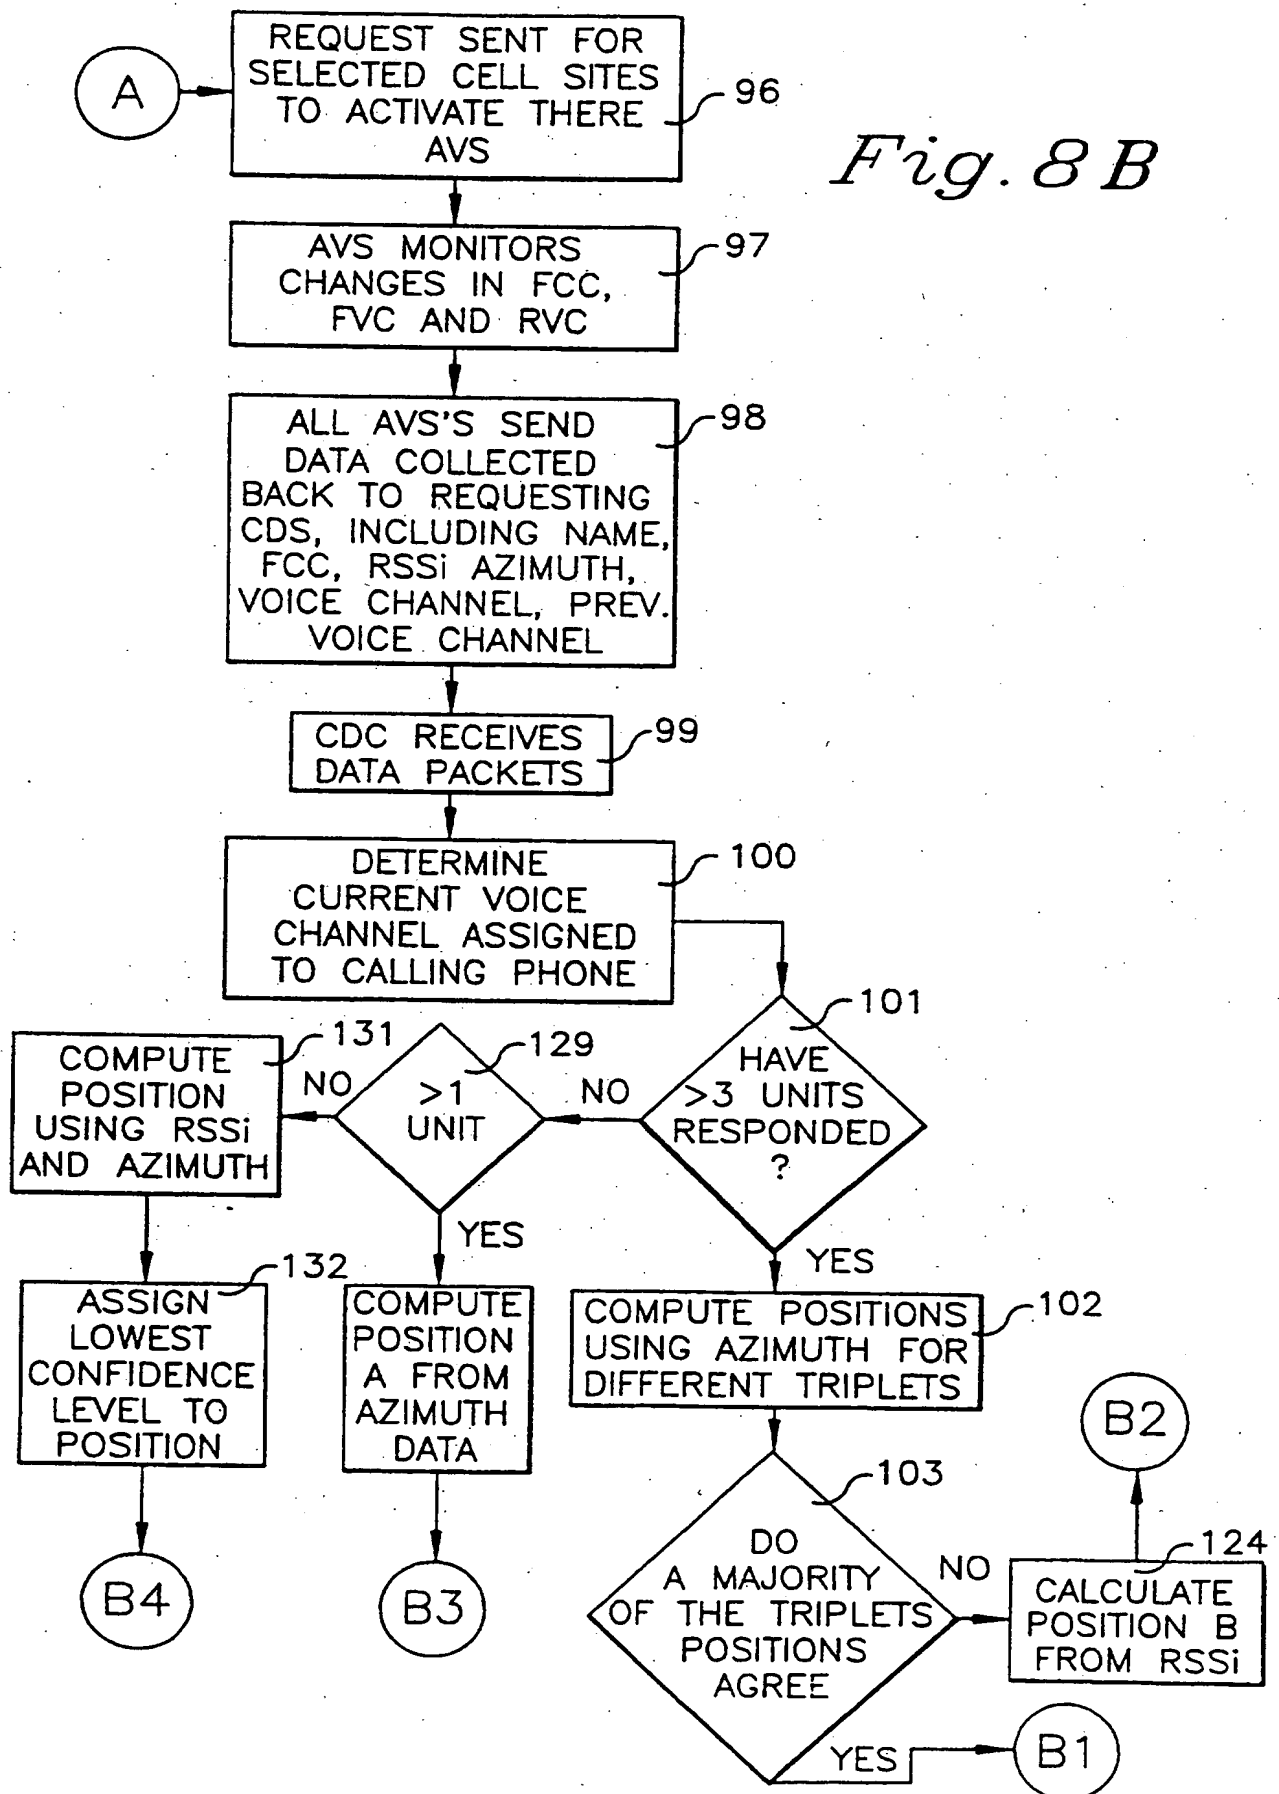 REQUEST SENT FOR
SELECTED CELL SITES
TO ACTIVATE THERE
AVS
96
A
Fig. 8B
AVS MONITORS
CHANGES IN FCC,
FVC AND RVC
97
ALL AVS'S SEND
DATA COLLECTED
BACK TO REQUESTING
CDS, INCLUDING NAME,
FCC, RSSi AZIMUTH,
VOICE CHANNEL, PREV.
VOICE CHANNEL
98
CDC RECEIVES
DATA PACKETS
99
DETERMINE
CURRENT VOICE
CHANNEL ASSIGNED
TO CALLING PHONE
100
HAVE
>3 UNITS
RESPONDED
?
101
NO
>1
UNIT
129
NO
COMPUTE
POSITION
USING RSSi
AND AZIMUTH
131
ASSIGN
LOWEST
CONFIDENCE
LEVEL TO
POSITION
132
B4
YES
COMPUTE
POSITION
A FROM
AZIMUTH
DATA
B3
YES
COMPUTE POSITIONS
USING AZIMUTH FOR
DIFFERENT TRIPLETS
102
DO
A MAJORITY
OF THE TRIPLETS
POSITIONS
AGREE
103
NO
CALCULATE
POSITION B
FROM RSSi
124
B2
YES
B1